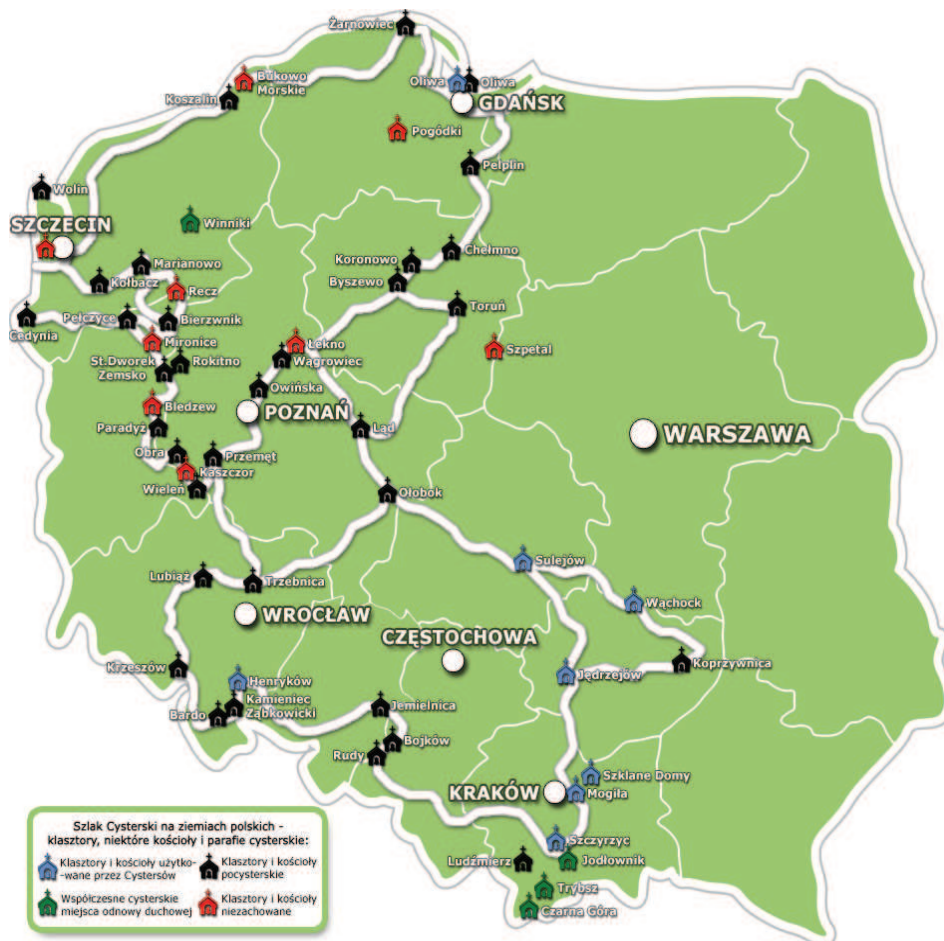 Żarnowiec
Bukowo
Morskie
Oliwa
Oliwa
Koszalin
GDAŃSK
Pogódki
Pelplin
Wolin
SZCZECIN
Winniki
Chełmno
Koronowo
Marianowo
Byszewo
Kołbacz
Recz
Toruń
Cedynia
Pełczyce
Bierzwnik
Mironice
Łekno
Szpetal
St.Dworek
Rokitno
Wągrowiec
Zemsko
Owińska
Bledzew
POZNAŃ
Paradyż
Ląd
WARSZAWA
Obra
Przemęt
Kaszczor
Wieleń
Ołobok
Sulejów
Lubiąż
Trzebnica
Wąchock
WROCŁAW
CZĘSTOCHOWA
Krzeszów
Koprzywnica
Henryków
Jędrzejów
Kamieniec
Ząbkowicki
Bardo
Jemielnica
Bojków
Rudy
Szklane Domy
KRAKÓW
Mogiła
Szczyrzyc
Ludźmierz
Jodłownik
Trybsz
Czarna Góra
Szlak Cysterski na ziemiach polskich -
klasztory, niektóre kościoły i parafie cysterskie:
Klasztory i kościoły użytko-
-wane przez Cystersów
Klasztory i kościoły
pocysterskie
Współczesne cysterskie
miejsca odnowy duchowej
Klasztory i kościoły
niezachowane